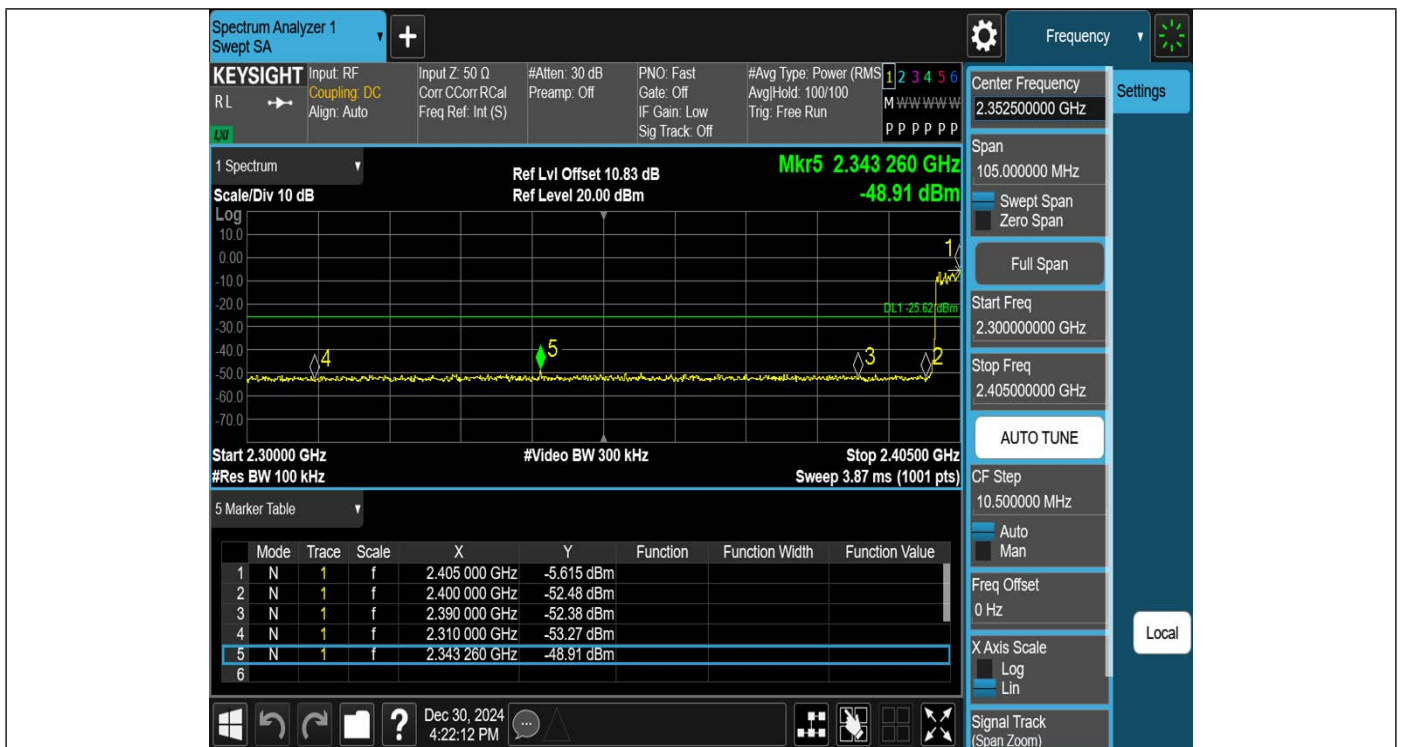 Spectrum Analyzer 1
Swept SA
+
Frequency
KEYSIGHT
RL
LXI
Input: RF
Coupling: DC
Align: Auto
Input Z: 50 Ω
Corr CCorr RCal
Freq Ref: Int (S)
#Atten: 30 dB
Preamp: Off
PNO: Fast
Gate: Off
IF Gain: Low
Sig Track: Off
#Avg Type: Power (RMS
Avg|Hold: 100/100
Trig: Free Run
1 2 3 4 5 6
M W W W W W
P P P P P P
1 Spectrum
Scale/Div 10 dB
Ref Lvl Offset 10.83 dB
Ref Level 20.00 dBm
Mkr5 2.343 260 GHz
-48.91 dBm
Log
10.0
0.00
-10.0
-20.0
-30.0
-40.0
-50.0
-60.0
-70.0
1
DL1 -25.62 dBm
4
5
3
2
Start 2.30000 GHz
#Video BW 300 kHz
Stop 2.40500 GHz
#Res BW 100 kHz
Sweep 3.87 ms (1001 pts)
5 Marker Table
Mode Trace Scale X Y Function Function Width Function Value
1 N 1 f 2.405 000 GHz -5.615 dBm
2 N 1 f 2.400 000 GHz -52.48 dBm
3 N 1 f 2.390 000 GHz -52.38 dBm
4 N 1 f 2.310 000 GHz -53.27 dBm
5 N 1 f 2.343 260 GHz -48.91 dBm
6
?
Dec 30, 2024
4:22:12 PM
Center Frequency
2.352500000 GHz
Settings
Span
105.000000 MHz
Swept Span
Zero Span
Full Span
Start Freq
2.300000000 GHz
Stop Freq
2.405000000 GHz
AUTO TUNE
CF Step
10.500000 MHz
Auto
Man
Freq Offset
0 Hz
Local
X Axis Scale
Log
Lin
Signal Track
(Span Zoom)